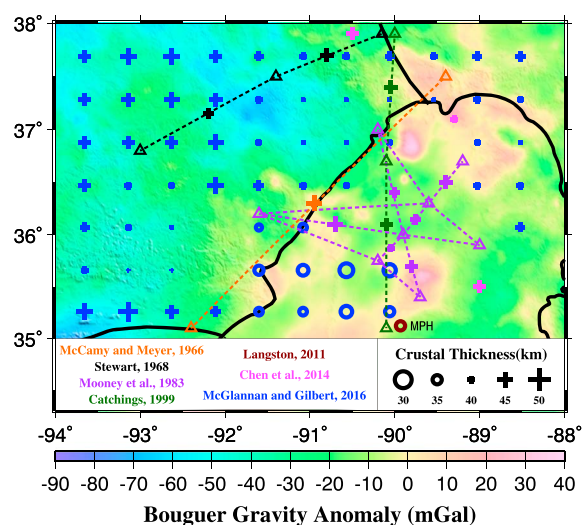 38°
37°
36°
35°
MPH
McCamy and Meyer, 1966
Stewart, 1968
Mooney et al., 1983
Catchings, 1999
Langston, 2011
Chen et al., 2014
McGlannan and Gilbert, 2016
Crustal Thickness(km)
30 35 40 45 50
-94° -93° -92° -91° -90° -89° -88°
-90 -80 -70 -60 -50 -40 -30 -20 -10 0 10 20 30 40
Bouguer Gravity Anomaly (mGal)